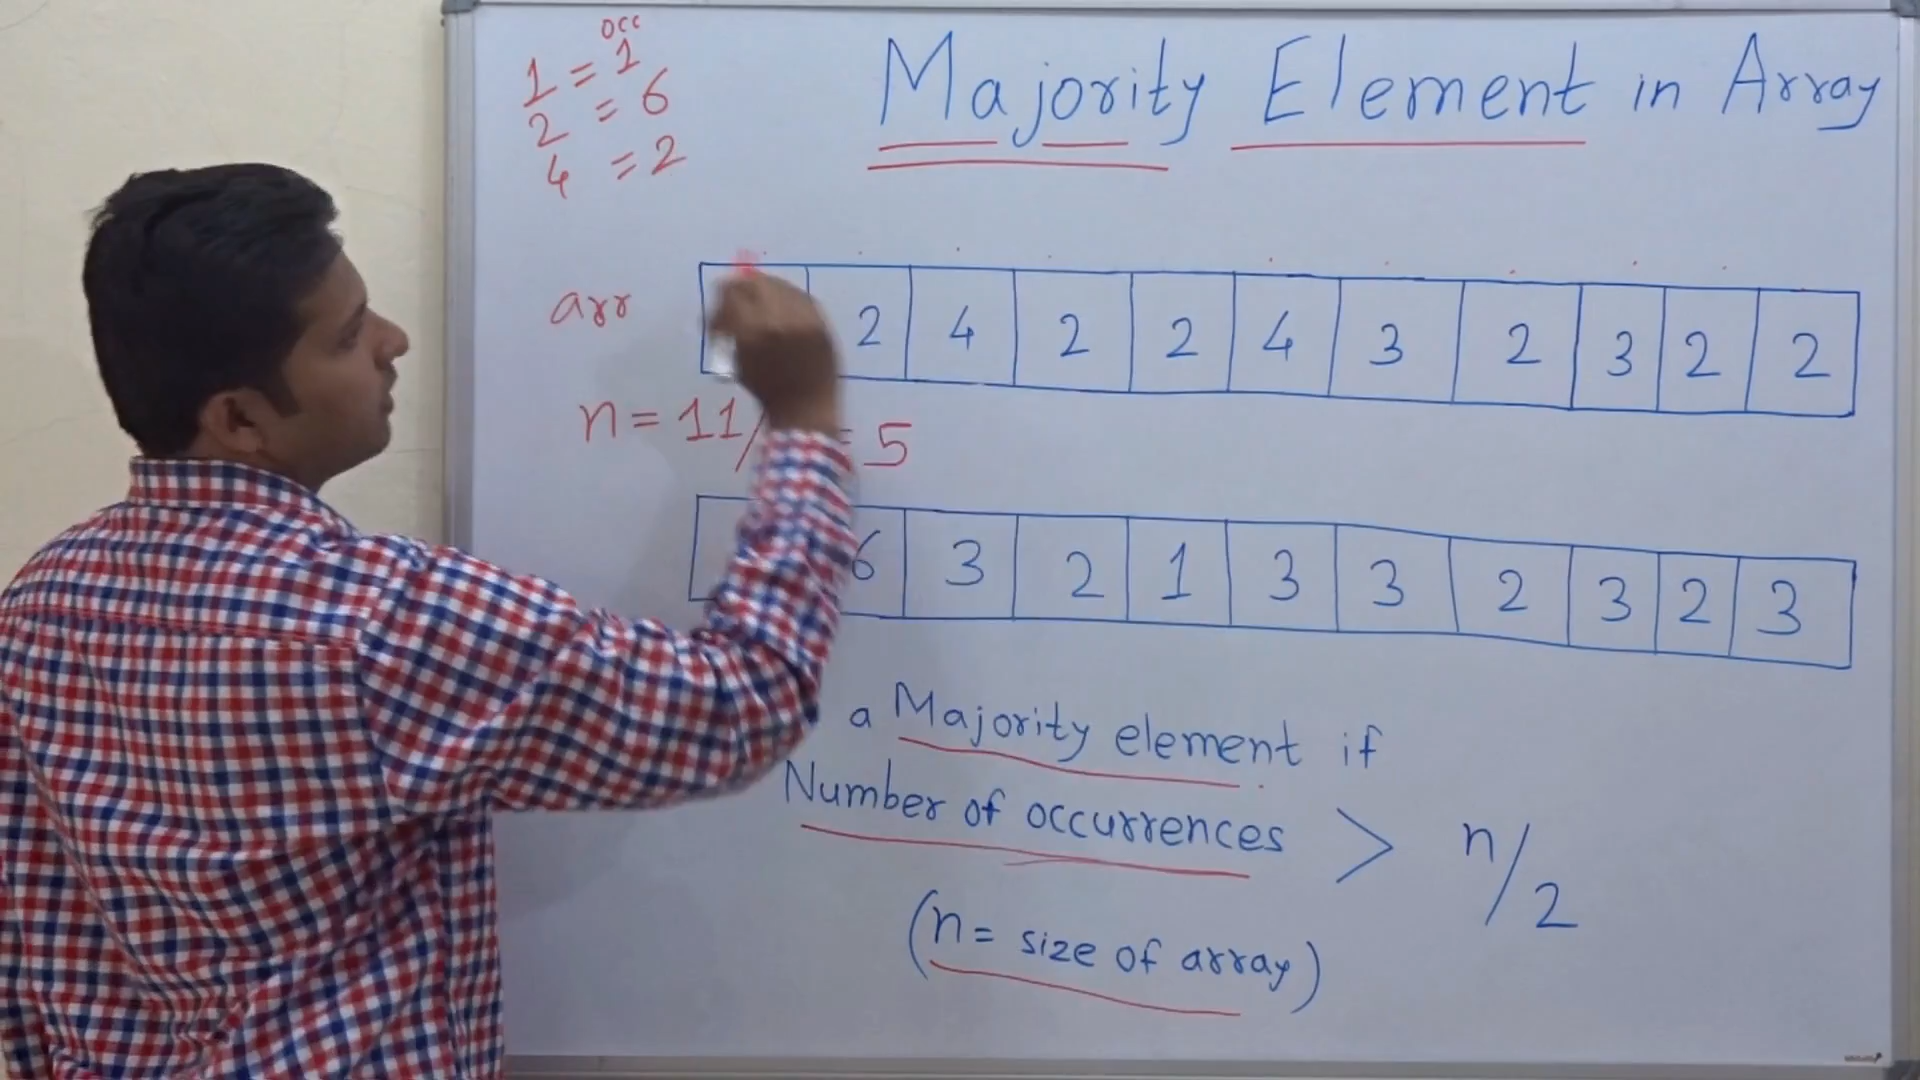 occ
1 = 1
2 = 6
4 = 2
Majority Element in Array
arr
2 4 2 2 4 3 2 3 2 2
n = 11/ = 5
6 3 2 1 3 3 2 3 2 3
a Majority element if
Number of occurrences > n/2
(n = size of array)